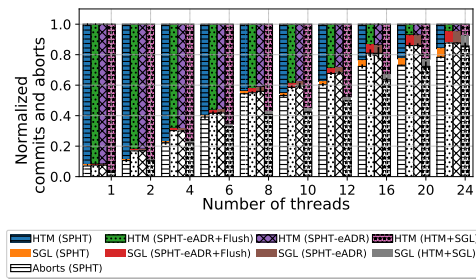 Normalized
commits and aborts
1.0
0.8
0.6
0.4
0.2
0.0
1 2 4 6 8 10 12 16 20 24
Number of threads
HTM (SPHT) HTM (SPHT-eADR+Flush) HTM (SPHT-eADR) HTM (HTM+SGL)
SGL (SPHT) SGL (SPHT-eADR+Flush) SGL (SPHT-eADR) SGL (HTM+SGL)
Aborts (SPHT)